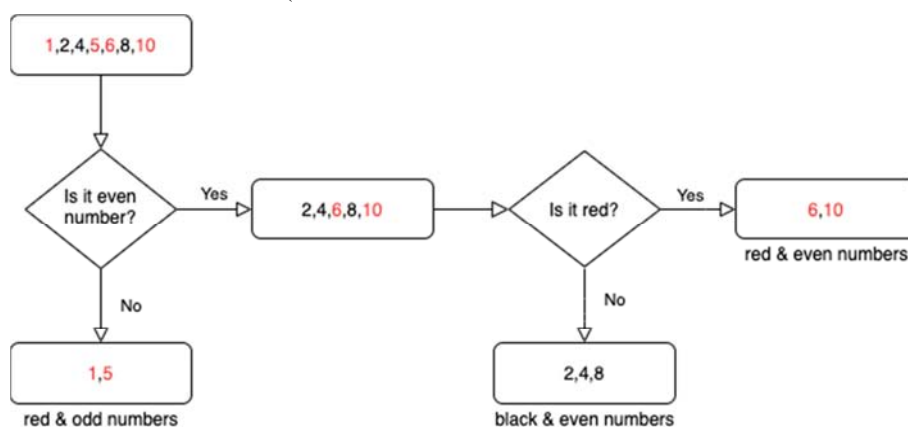 1,2,4,5,6,8,10
Is it even
number?
Yes
2,4,6,8,10
Is it red?
Yes
6,10
red & even numbers
No
No
1,5
2,4,8
red & odd numbers
black & even numbers